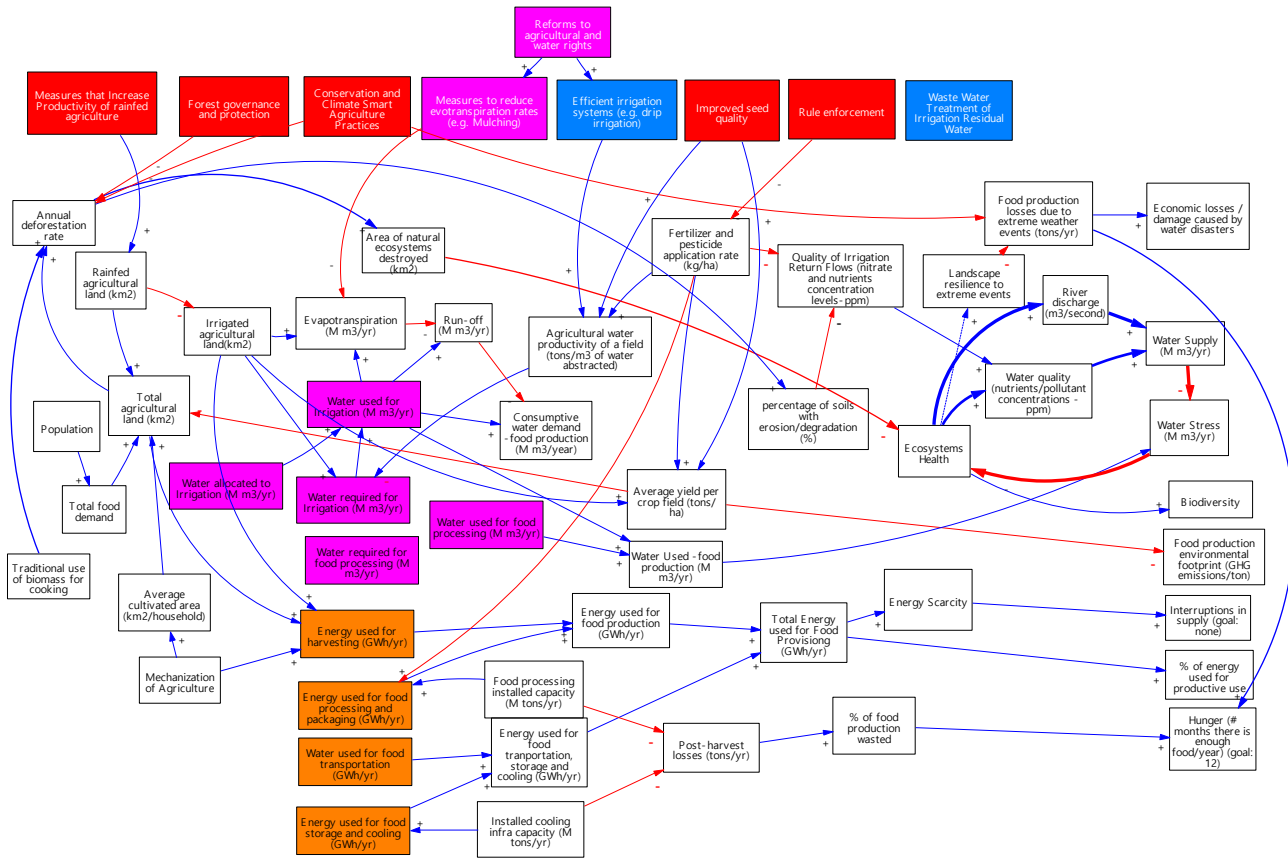 Reforms to
agricultural and
water rights
Measures that Increase
Productivity of rainfed
agriculture
Forest governance
and protection
Conservation and
Climate Smart
Agriculture
Practices
Measures to reduce
evotranspiration rates
(e.g. Mulching)
Efficient irrigation
systems (e.g. drip
irrigation)
Improved seed
quality
Rule enforcement
Waste Water
Treatment of
Irrigation Residual
Water
Annual
deforestation
rate
Area of natural
ecosystems
destroyed
(km2)
Fertilizer and
pesticide
application rate
(kg/ha)
Food production
losses due to
extreme weather
events (tons/yr)
Economic losses /
damage caused by
water disasters
Rainfed
agricultural
land (km2)
Quality of Irrigation
Return Flows (nitrate
and nutrients
concentration
levels-ppm)
Landscape
resilience to
extreme events
River
discharge
(m3/second)
Irrigated
agricultural
land(km2)
Evapotranspiration
(M m3/yr)
Run-off
(M m3/yr)
Agricultural water
productivity of a field
(tons/m3 of water
abstracted)
Water Supply
(M m3/yr)
Total
agricultural
land (km2)
Water used for
Irrigation (M m3/yr)
Consumptive
water demand
-food production
(M m3/year)
percentage of soils
with
erosion/degradation
(%)
Water quality
(nutrients/pollutant
concentrations -
ppm)
Water Stress
(M m3/yr)
Population
Ecosystems
Health
Water allocated to
Irrigation (M m3/yr)
Water required for
Irrigation (M m3/yr)
Average yield per
crop field (tons/
ha)
Biodiversity
Total food
demand
Water used for food
processing (M m3/yr)
Water required for
food processing (M
m3/yr)
Water Used -food
production (M
m3/yr)
Food production
environmental
footprint (GHG
emissions/ton)
Traditional use
of biomass for
cooking
Average
cultivated area
(km2/household)
Energy used for
harvesting (GWh/yr)
Energy used for
food production
(GWh/yr)
Total Energy
used for Food
Provisiong
(GWh/yr)
Energy Scarcity
Interruptions in
supply (goal:
none)
Mechanization
of Agriculture
% of energy
used for
productive use
Energy used for food
processing and
packaging (GWh/yr)
Food processing
installed capacity
(M tons/yr)
% of food
production
wasted
Hunger (#
months there is
enough
food/year) (goal:
12)
Water used for food
transportation
(GWh/yr)
Energy used for
food
tranportation,
storage and
cooling (GWh/yr)
Post-harvest
losses (tons/yr)
Energy used for food
storage and cooling
(GWh/yr)
Installed cooling
infra capacity (M
tons/yr)